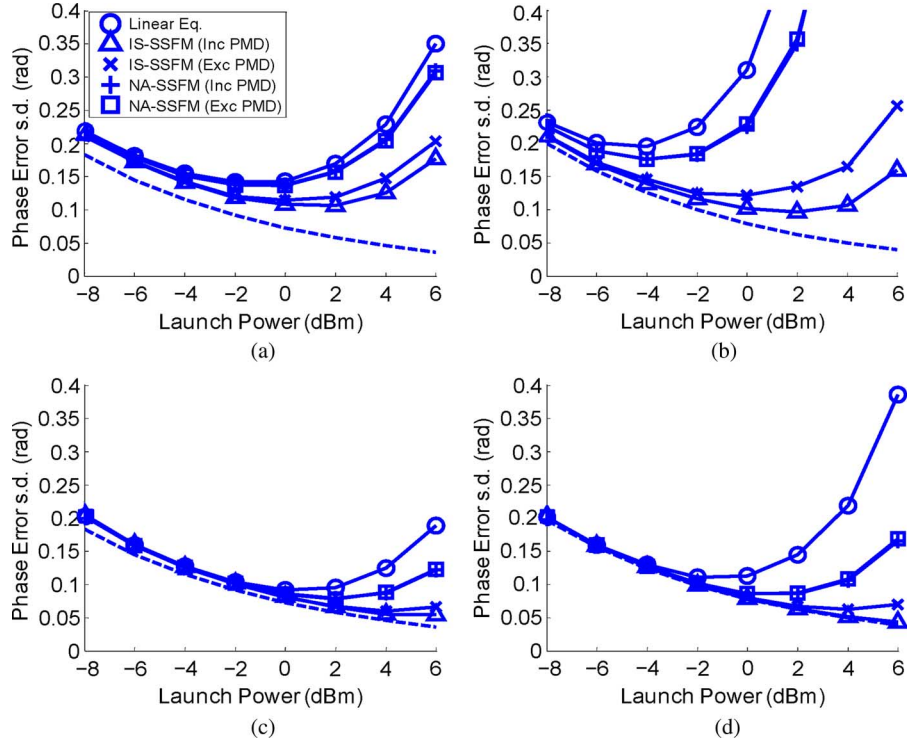 Phase Error s.d. (rad)
0.4
0.35
0.3
0.25
0.2
0.15
0.1
0.05
0
Linear Eq.
IS-SSFM (Inc PMD)
IS-SSFM (Exc PMD)
NA-SSFM (Inc PMD)
NA-SSFM (Exc PMD)
−8 −6 −4 −2 0 2 4 6
Launch Power (dBm)
(a)
Phase Error s.d. (rad)
0.4
0.35
0.3
0.25
0.2
0.15
0.1
0.05
0
−8 −6 −4 −2 0 2 4 6
Launch Power (dBm)
(b)
Phase Error s.d. (rad)
0.4
0.35
0.3
0.25
0.2
0.15
0.1
0.05
0
−8 −6 −4 −2 0 2 4 6
Launch Power (dBm)
(c)
Phase Error s.d. (rad)
0.4
0.35
0.3
0.25
0.2
0.15
0.1
0.05
0
−8 −6 −4 −2 0 2 4 6
Launch Power (dBm)
(d)